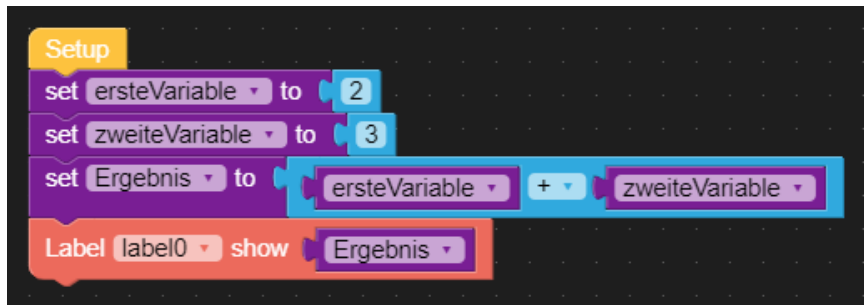 Setup
set ersteVariable to 2
set zweiteVariable to 3
set Ergebnis to ersteVariable + zweiteVariable
Label label0 show Ergebnis